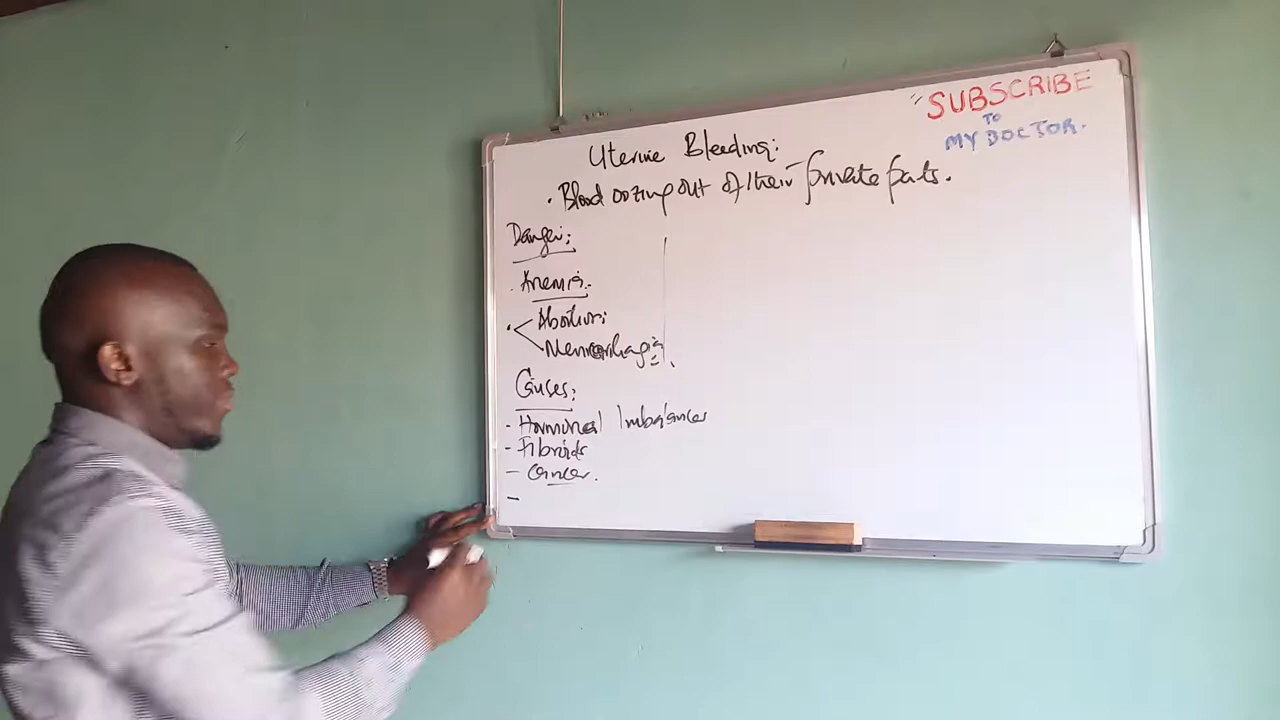 SUBSCRIBE
TO
MY DOCTOR.
Uterine Bleeding:
• Blood oozing out of their private parts.
Danger:
• Anemia.
• < Abortion:
Menorrhagia
Causes:
- Hormonal Imbalances
- Fibroids
- Cancer.
-